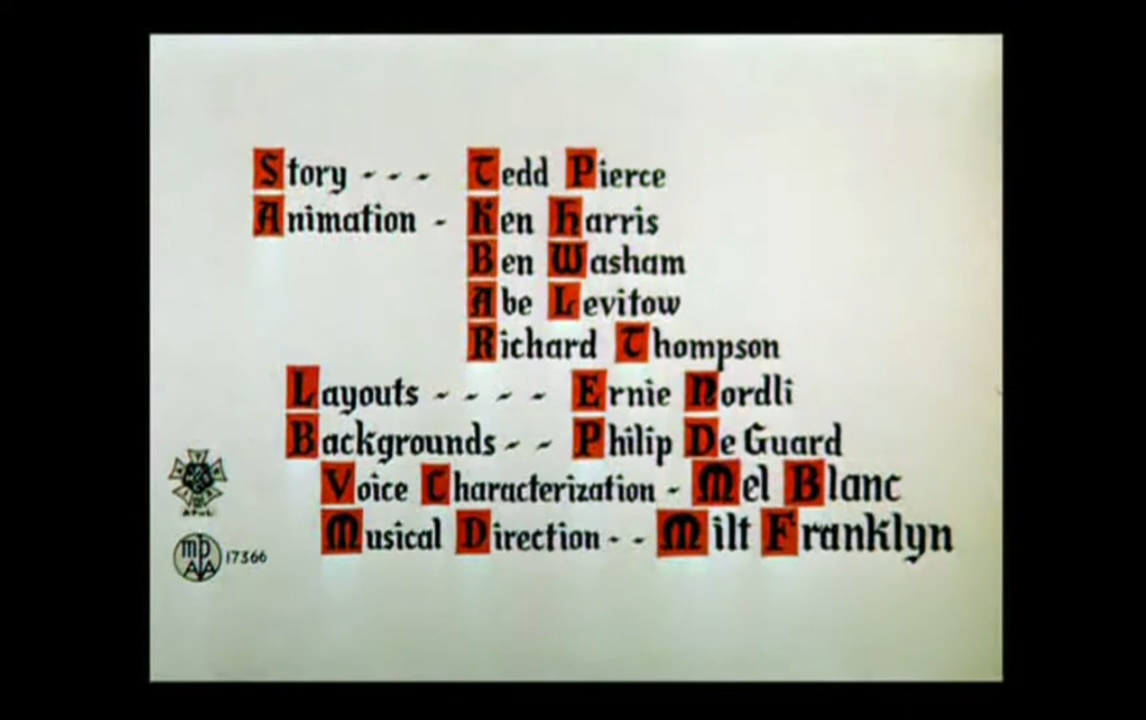 Story - - - Tedd Pierce
Animation - Ken Harris
Ben Washam
Abe Levitow
Richard Thompson
Layouts - - - - Ernie Nordli
Backgrounds - - Philip De Guard
Voice Characterization - Mel Blanc
Musical Direction - - Milt Franklyn
mppaa 17366